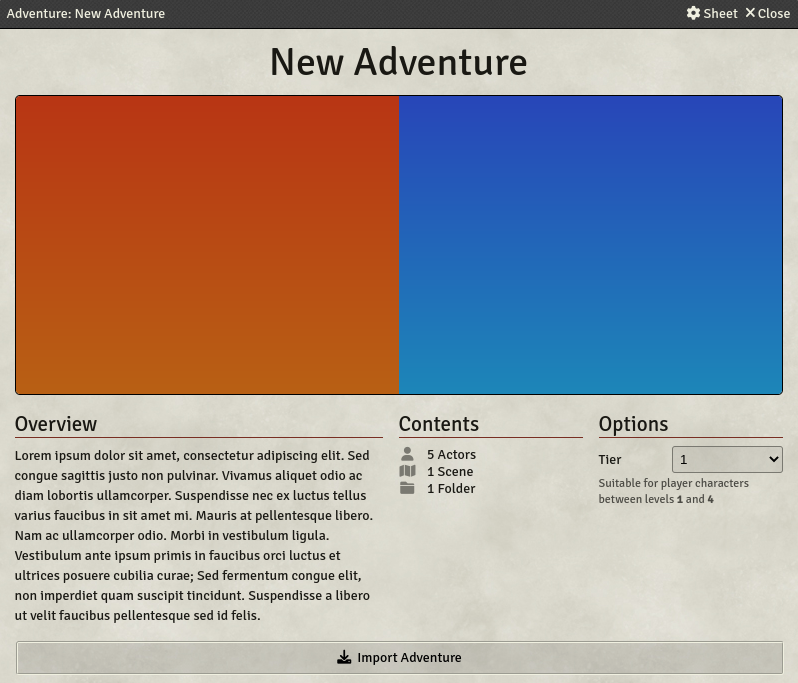 Adventure: New Adventure
Sheet
Close
New Adventure
Overview
Lorem ipsum dolor sit amet, consectetur adipiscing elit. Sed
congue sagittis justo non pulvinar. Vivamus aliquet odio ac
diam lobortis ullamcorper. Suspendisse nec ex luctus tellus
varius faucibus in sit amet mi. Mauris at pellentesque libero.
Nam ac ullamcorper odio. Morbi in vestibulum ligula.
Vestibulum ante ipsum primis in faucibus orci luctus et
ultrices posuere cubilia curae; Sed fermentum congue elit,
non imperdiet quam suscipit tincidunt. Suspendisse a libero
ut velit faucibus pellentesque sed id felis.
Contents
5 Actors
1 Scene
1 Folder
Options
Tier 1
Suitable for player characters
between levels 1 and 4
Import Adventure